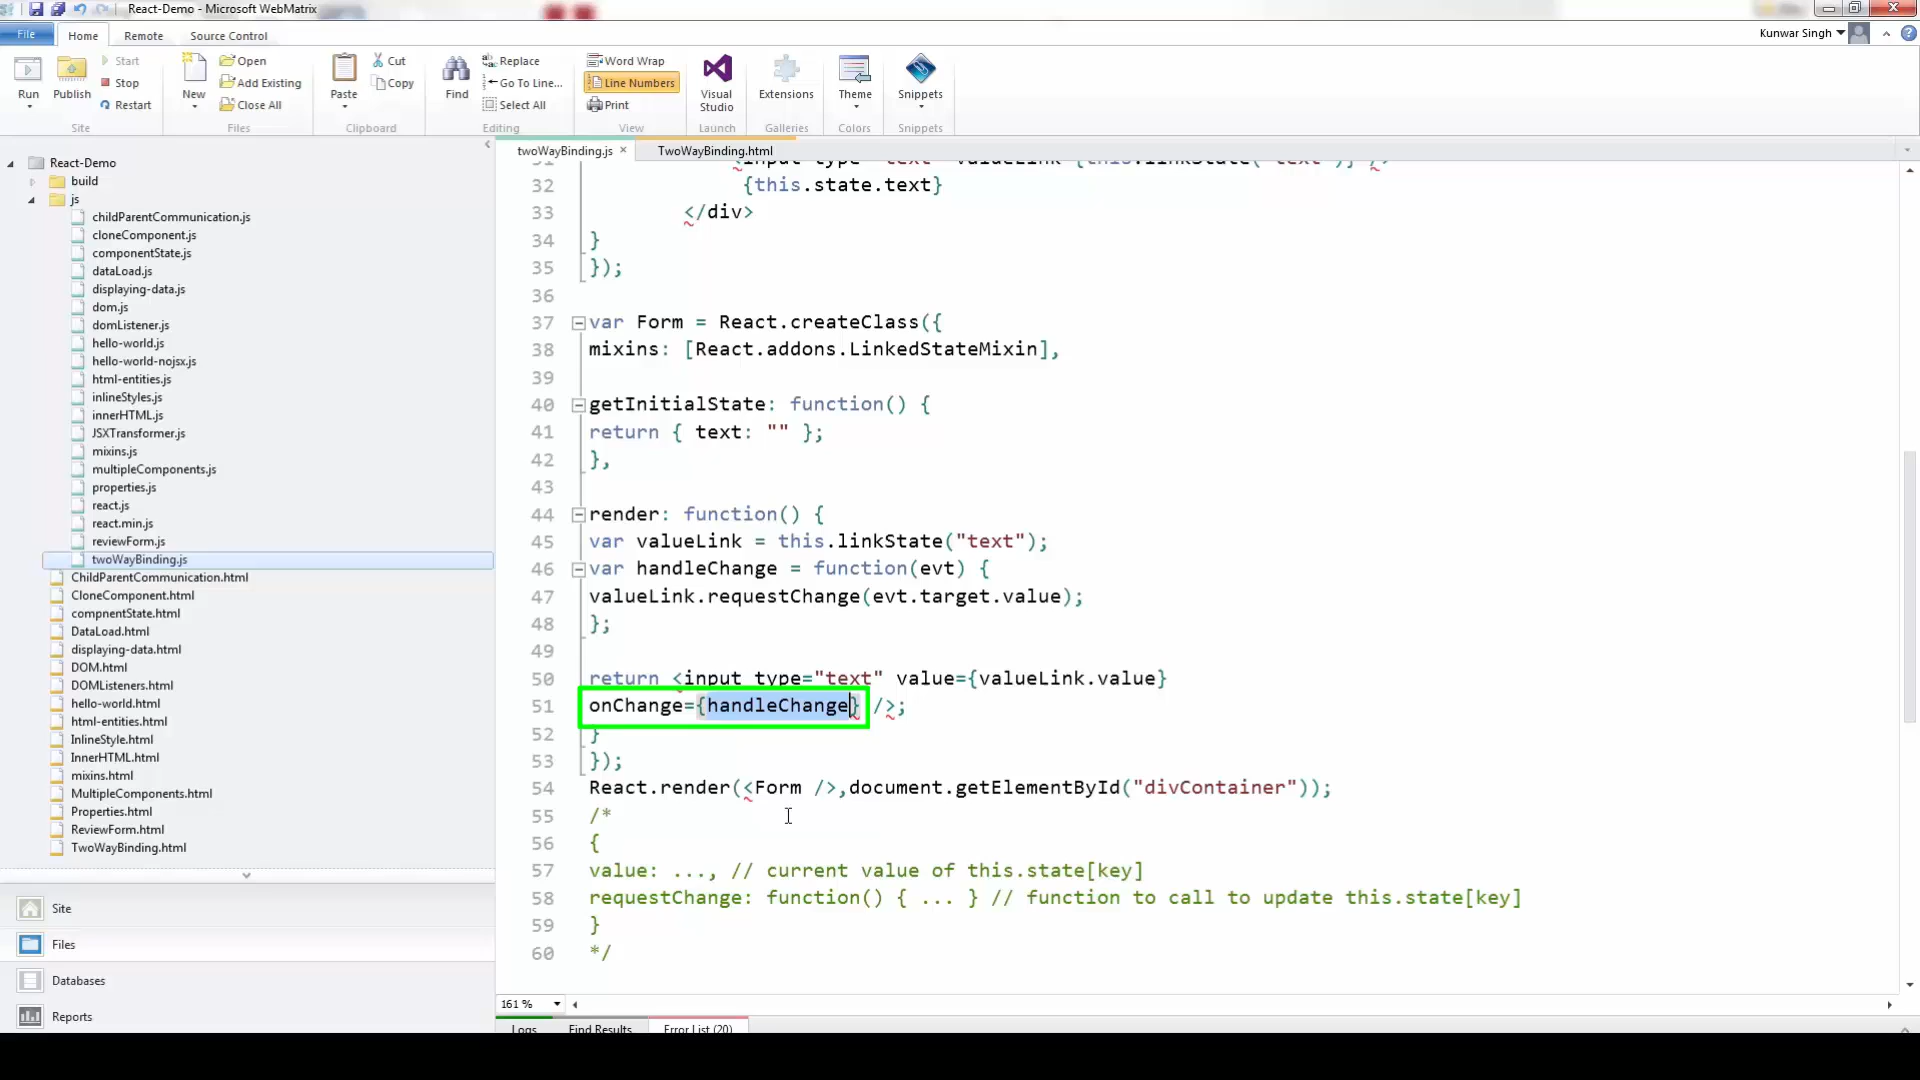 React-Demo - Microsoft WebMatrix
File
Home
Remote
Source Control
Kunwar Singh
Run
Publish
Start
Stop
Restart
Site
New
Open
Add Existing
Close All
Files
Paste
Cut
Copy
Clipboard
Find
Replace
Go To Line...
Select All
Editing
Word Wrap
Line Numbers
Print
View
Visual Studio
Launch
Extensions
Galleries
Theme
Colors
Snippets
Snippets
React-Demo
build
js
childParentCommunication.js
cloneComponent.js
componentState.js
dataLoad.js
displaying-data.js
dom.js
domListener.js
hello-world.js
hello-world-nojsx.js
html-entities.js
inlineStyles.js
innerHTML.js
JSXTransformer.js
mixins.js
multipleComponents.js
properties.js
react.js
react.min.js
reviewForm.js
twoWayBinding.js
ChildParentCommunication.html
CloneComponent.html
compnentState.html
DataLoad.html
displaying-data.html
DOM.html
DOMListeners.html
hello-world.html
html-entities.html
InlineStyle.html
InnerHTML.html
mixins.html
MultipleComponents.html
Properties.html
ReviewForm.html
TwoWayBinding.html
Site
Files
Databases
Reports
twoWayBinding.js
TwoWayBinding.html
31 <input type="text" valueLink={this.linkState("text")} />
32 {this.state.text}
33 </div>
34 }
35 });
36
37 var Form = React.createClass({
38 mixins: [React.addons.LinkedStateMixin],
39
40 getInitialState: function() {
41 return { text: "" };
42 },
43
44 render: function() {
45 var valueLink = this.linkState("text");
46 var handleChange = function(evt) {
47 valueLink.requestChange(evt.target.value);
48 };
49
50 return <input type="text" value={valueLink.value}
51 onChange={handleChange} />;
52 }
53 });
54 React.render(<Form />,document.getElementById("divContainer"));
55 /*
56 {
57 value: ..., // current value of this.state[key]
58 requestChange: function() { ... } // function to call to update this.state[key]
59 }
60 */
161 %
Logs
Find Results
Error List (20)